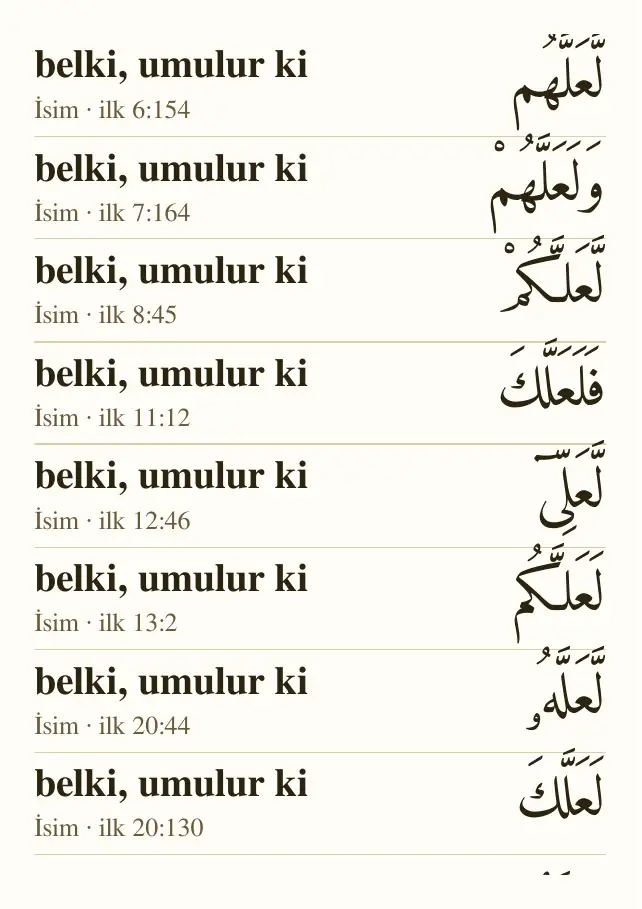 belki, umulur ki لَّعَلَّهُم
İsim · ilk 6:154
belki, umulur ki وَلَعَلَّهُمْ
İsim · ilk 7:164
belki, umulur ki لَّعَلَّكُمْ
İsim · ilk 8:45
belki, umulur ki فَلَعَلَّكَ
İsim · ilk 11:12
belki, umulur ki لَّعَلِّىٓ
İsim · ilk 12:46
belki, umulur ki لَعَلَّكُم
İsim · ilk 13:2
belki, umulur ki لَّعَلَّهُۥ
İsim · ilk 20:44
belki, umulur ki لَعَلَّكَ
İsim · ilk 20:130